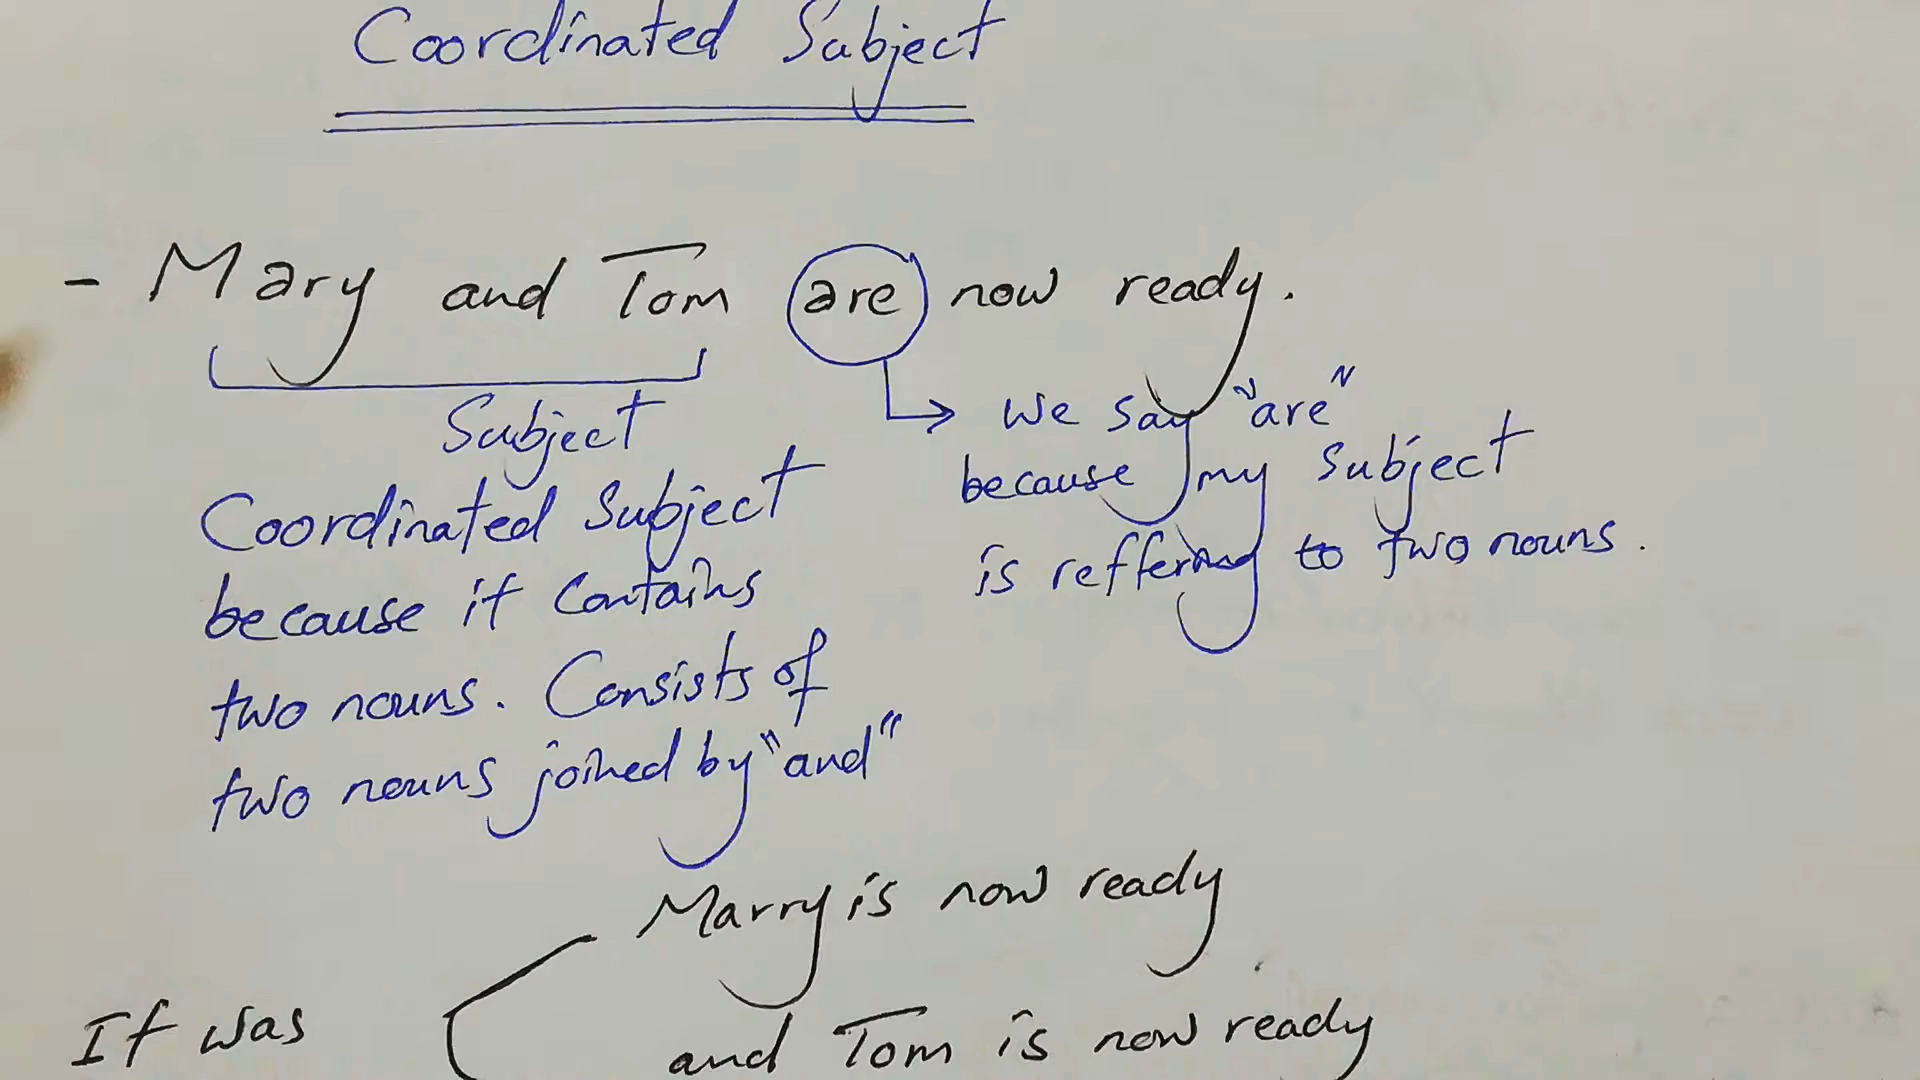 Coordinated Subject
- Mary and Tom are now ready.
Subject
we say "are"
because my subject
is reffering to two nouns.
Coordinated Subject
because it contains
two nouns. Consists of
two nouns joined by "and"
Marry is now ready
It was
and Tom is now ready